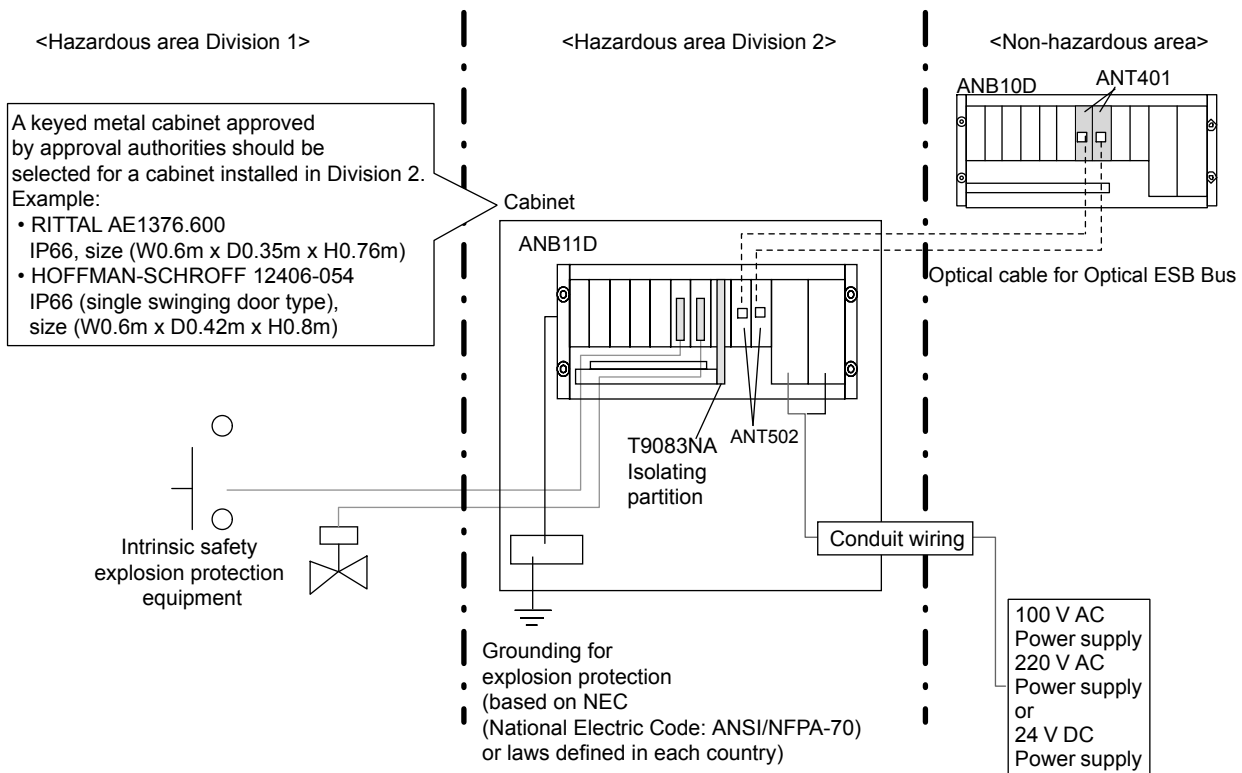 <Hazardous area Division 1>
<Hazardous area Division 2>
<Non-hazardous area>
ANB10D
ANT401
A keyed metal cabinet approved
by approval authorities should be
selected for a cabinet installed in Division 2.
Example:
• RITTAL AE1376.600
IP66, size (W0.6m x D0.35m x H0.76m)
• HOFFMAN-SCHROFF 12406-054
IP66 (single swinging door type),
size (W0.6m x D0.42m x H0.8m)
Cabinet
ANB11D
Optical cable for Optical ESB Bus
T9083NA
Isolating
partition
ANT502
Intrinsic safety
explosion protection
equipment
Conduit wiring
Grounding for
explosion protection
(based on NEC
(National Electric Code: ANSI/NFPA-70)
or laws defined in each country)
100 V AC
Power supply
220 V AC
Power supply
or
24 V DC
Power supply